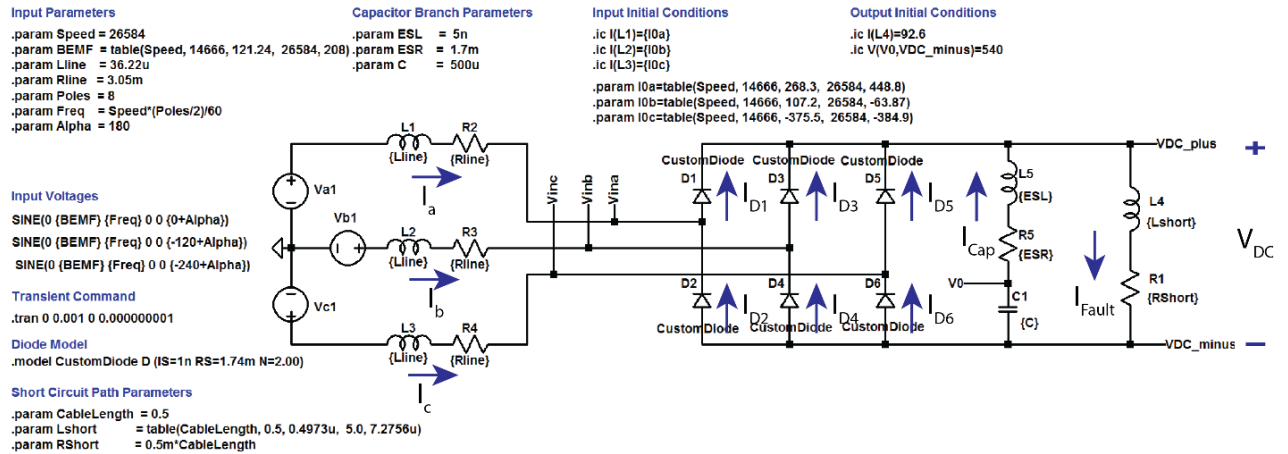 Input Parameters
.param Speed = 26584
.param BEMF = table(Speed, 14666, 121.24, 26584, 208)
.param Lline = 36.22u
.param Rline = 3.05m
.param Poles = 8
.param Freq = Speed*(Poles/2)/60
.param Alpha = 180
Capacitor Branch Parameters
.param ESL = 5n
.param ESR = 1.7m
.param C = 500u
Input Initial Conditions
.ic I(L1)={I0a}
.ic I(L2)={I0b}
.ic I(L3)={I0c}
.param I0a=table(Speed, 14666, 268.3, 26584, 448.8)
.param I0b=table(Speed, 14666, 107.2, 26584, -63.87)
.param I0c=table(Speed, 14666, -375.5, 26584, -384.9)
Output Initial Conditions
.ic I(L4)=92.6
.ic V(V0,VDC_minus)=540
Input Voltages
SINE(0 {BEMF} {Freq} 0 0 {0+Alpha})
SINE(0 {BEMF} {Freq} 0 0 {-120+Alpha})
SINE(0 {BEMF} {Freq} 0 0 {-240+Alpha})
Transient Command
.tran 0 0.001 0 0.000000001
Diode Model
.model CustomDiode D (IS=1n RS=1.74m N=2.00)
Short Circuit Path Parameters
.param CableLength = 0.5
.param Lshort = table(CableLength, 0.5, 0.4973u, 5.0, 7.2756u)
.param RShort = 0.5m*CableLength
Va1
Vb1
Vc1
L1
{Lline}
R2
{Rline}
Ia
L2
{Lline}
R3
{Rline}
Ib
L3
{Lline}
R4
{Rline}
Ic
Vinc
Vinb
Vina
CustomDiode
CustomDiode
CustomDiode
D1
ID1
D3
ID3
D5
ID5
D2
ID2
D4
ID4
D6
ID6
CustomDiode
CustomDiode
CustomDiode
L5
{ESL}
ICap
R5
{ESR}
V0
C1
{C}
L4
{Lshort}
R1
{RShort}
IFault
VDC_plus
+
VDC
VDC_minus
−